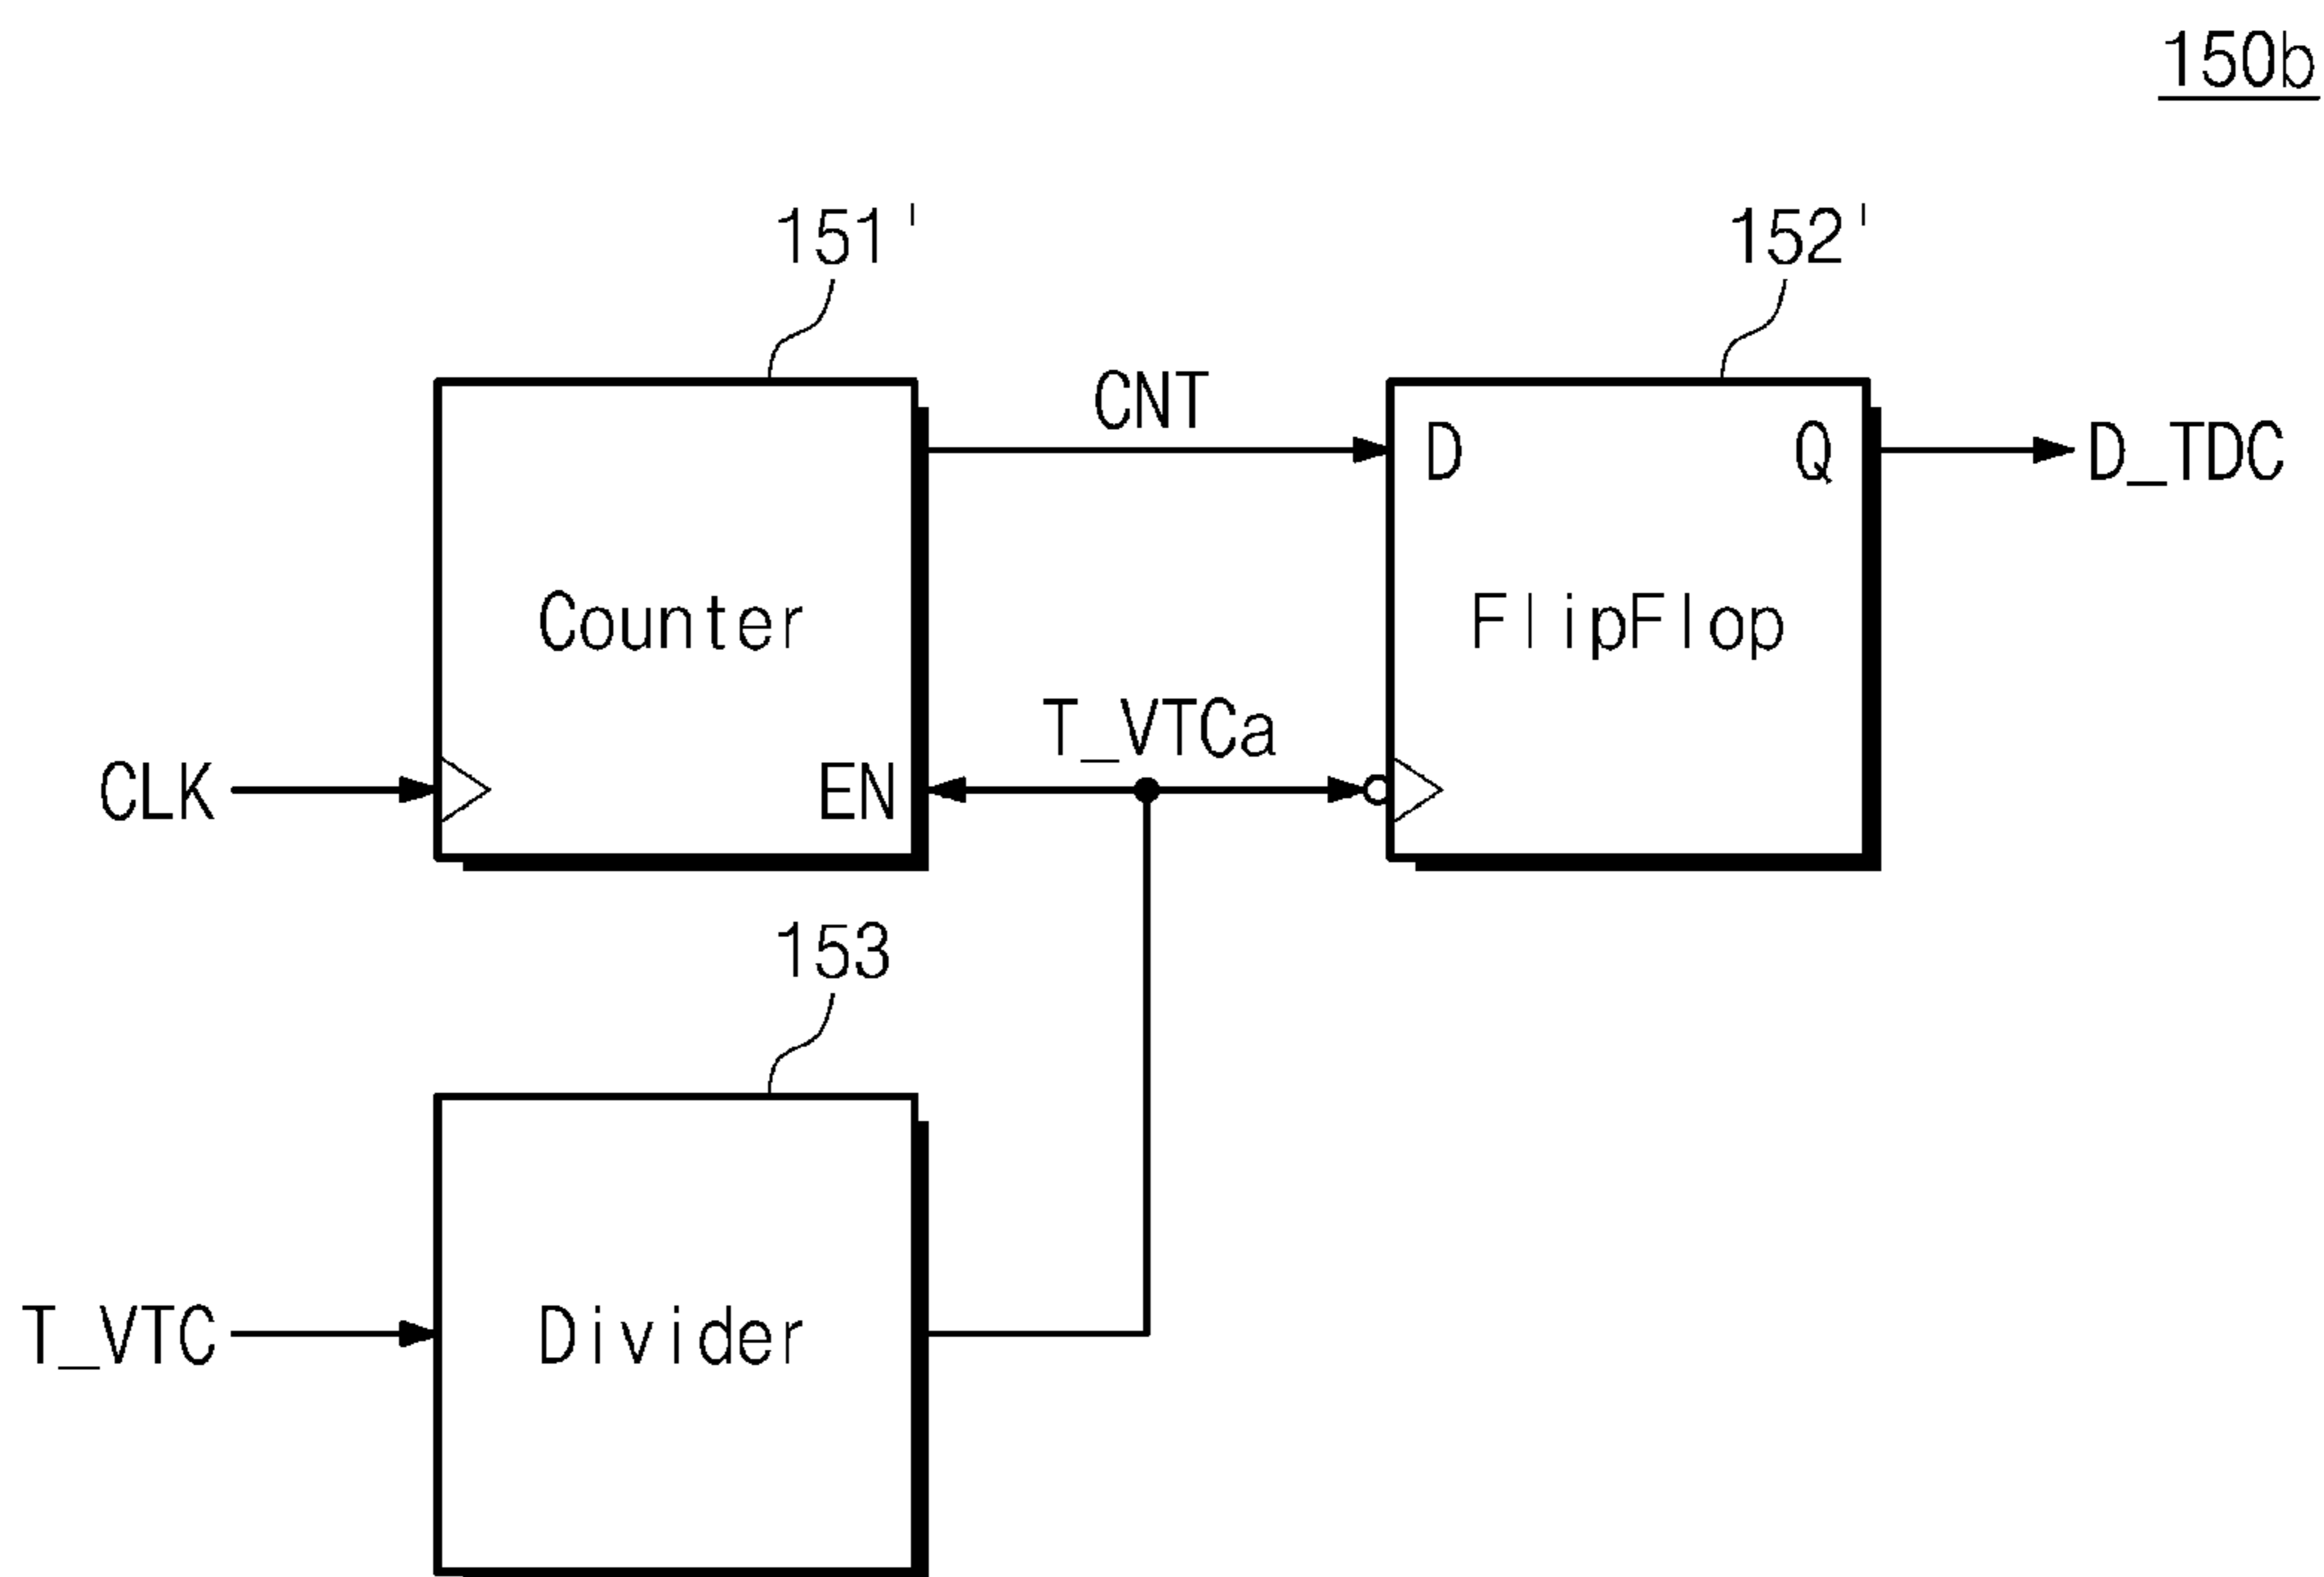 150b
151'
152'
CNT
D
Q
D_TDC
Counter
FlipFlop
T_VTCa
CLK
EN
153
T_VTC
Divider